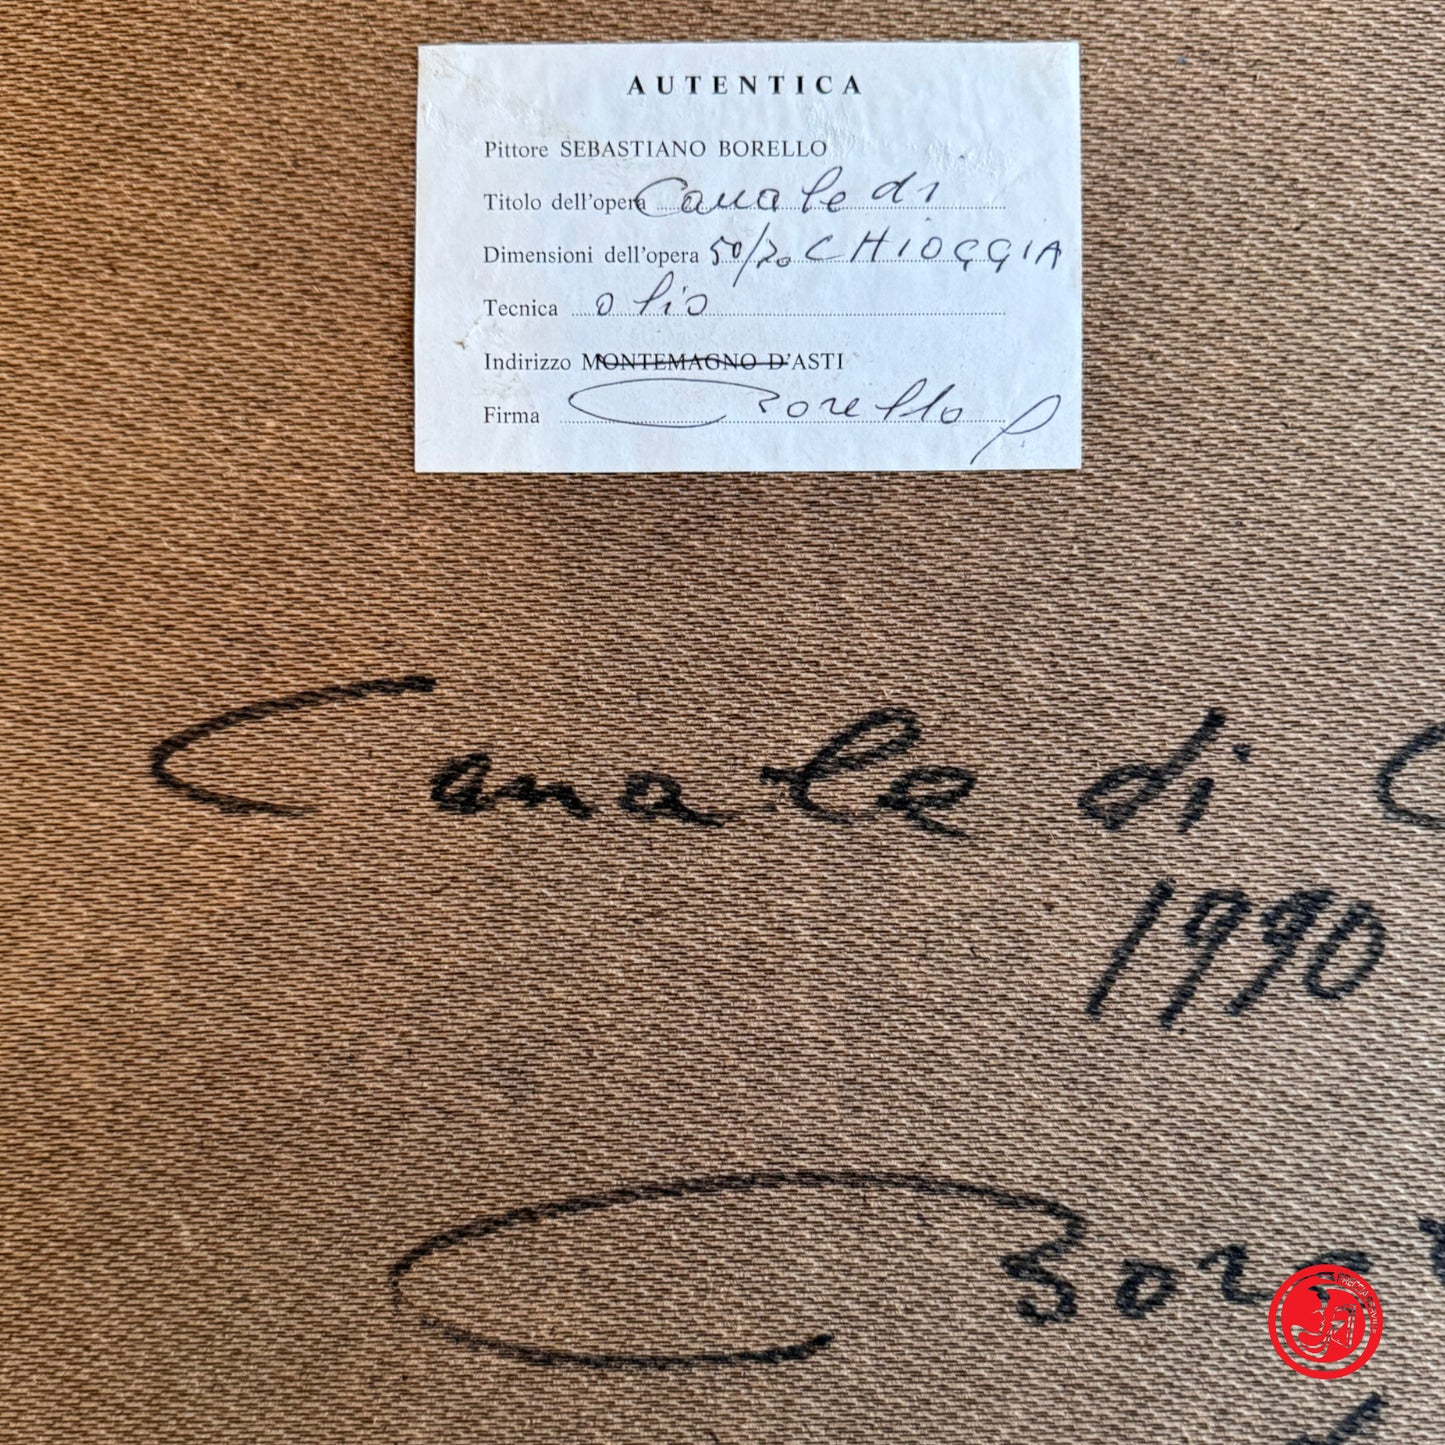 AUTENTICA
Pittore SEBASTIANO BORELLO
Titolo dell'opera Canale di
Dimensioni dell'opera 50/70 CHIOGGIA
Tecnica olio
Indirizzo MONTEMAGNO D'ASTI
Firma Borello
Canale di C
1990
Bore